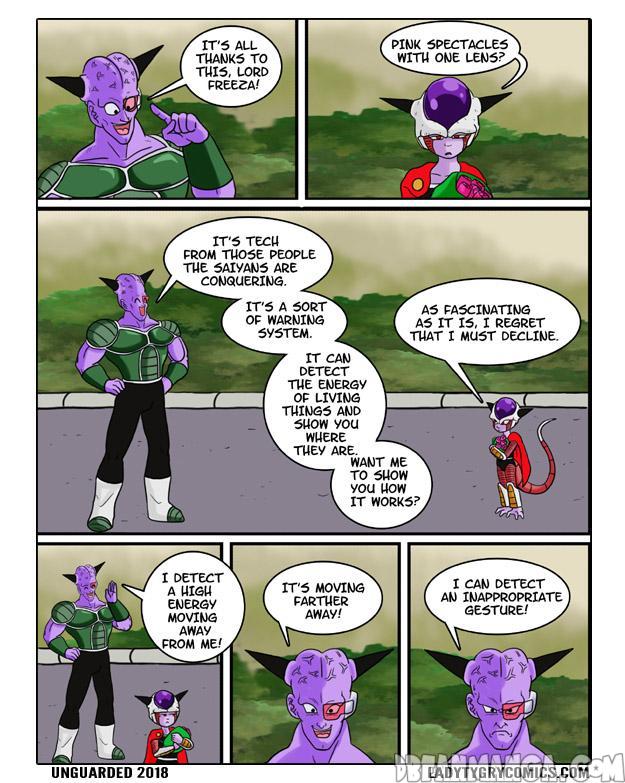 IT'S ALL
THANKS TO
THIS, LORD
FREEZA!
PINK SPECTACLES
WITH ONE LENS?
IT'S TECH
FROM THOSE PEOPLE
THE SAIYANS ARE
CONQUERING.
IT'S A SORT
OF WARNING
SYSTEM.
IT CAN
DETECT
THE ENERGY
OF LIVING
THINGS AND
SHOW YOU
WHERE
THEY ARE.
WANT ME
TO SHOW
YOU HOW
IT WORKS?
AS FASCINATING
AS IT IS, I REGRET
THAT I MUST DECLINE.
I DETECT
A HIGH
ENERGY
MOVING
AWAY
FROM ME!
IT'S MOVING
FARTHER
AWAY!
I CAN DETECT
AN INAPPROPRIATE
GESTURE!
UNGUARDED 2018
LADYTYGRYCOMICS.COM
DBFANMANGA.COM